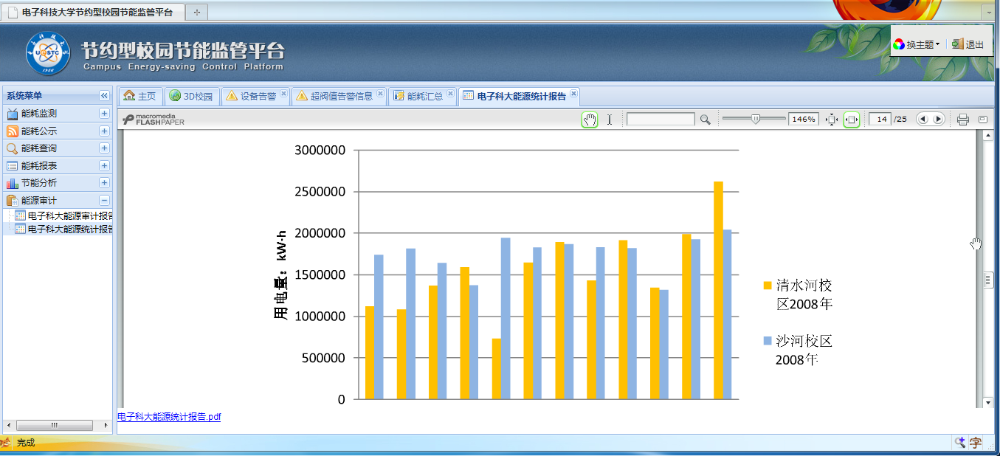 电子科技大学节约型校园节能监管平台
节约型校园节能监管平台
Campus Energy-saving Control Platform
UESTC
1956
换主题
退出
系统菜单
主页
3D校园
设备告警
超阀值告警信息
能耗汇总
电子科大能源统计报告
能耗监测
能耗公示
能耗查询
能耗报表
节能分析
能源审计
电子科大能源审计报告
电子科大能源统计报告
macromedia
FLASHPAPER
146%
14 /25
3000000
2500000
2000000
1500000
1000000
500000
0
用电量：kW·h
清水河校
区2008年
沙河校区
2008年
电子科大能源统计报告.pdf
完成
字